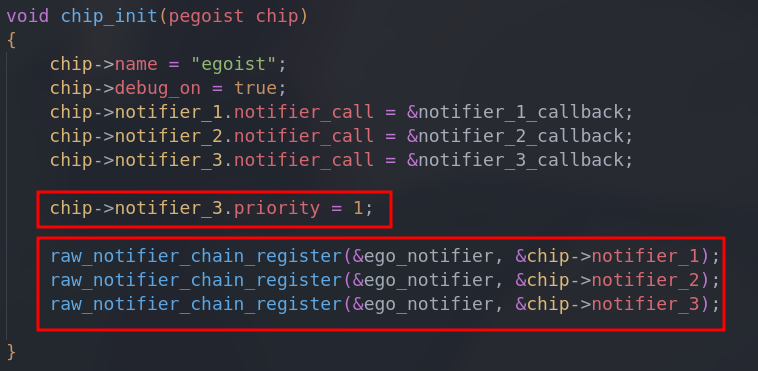 void chip_init(pegoist chip)
{
    chip->name = "egoist";
    chip->debug_on = true;
    chip->notifier_1.notifier_call = &notifier_1_callback;
    chip->notifier_2.notifier_call = &notifier_2_callback;
    chip->notifier_3.notifier_call = &notifier_3_callback;
    chip->notifier_3.priority = 1;
    raw_notifier_chain_register(&ego_notifier, &chip->notifier_1);
    raw_notifier_chain_register(&ego_notifier, &chip->notifier_2);
    raw_notifier_chain_register(&ego_notifier, &chip->notifier_3);
}